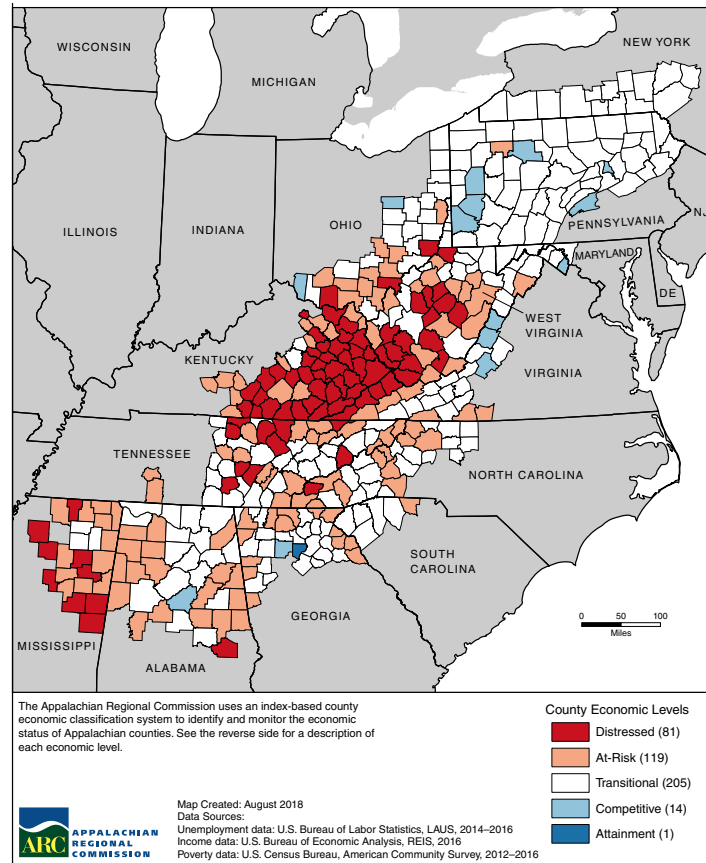 WISCONSIN
NEW YORK
MICHIGAN
OHIO
PENNSYLVANIA
NJ
ILLINOIS
INDIANA
MARYLAND
DE
WEST
VIRGINIA
KENTUCKY
VIRGINIA
TENNESSEE
NORTH CAROLINA
SOUTH
CAROLINA
GEORGIA
MISSISSIPPI
ALABAMA
0 50 100
Miles
The Appalachian Regional Commission uses an index-based county
economic classification system to identify and monitor the economic
status of Appalachian counties. See the reverse side for a description of
each economic level.
County Economic Levels
Distressed (81)
At-Risk (119)
Transitional (205)
Competitive (14)
Attainment (1)
ARC
APPALACHIAN
REGIONAL
COMMISSION
Map Created: August 2018
Data Sources:
Unemployment data: U.S. Bureau of Labor Statistics, LAUS, 2014–2016
Income data: U.S. Bureau of Economic Analysis, REIS, 2016
Poverty data: U.S. Census Bureau, American Community Survey, 2012–2016